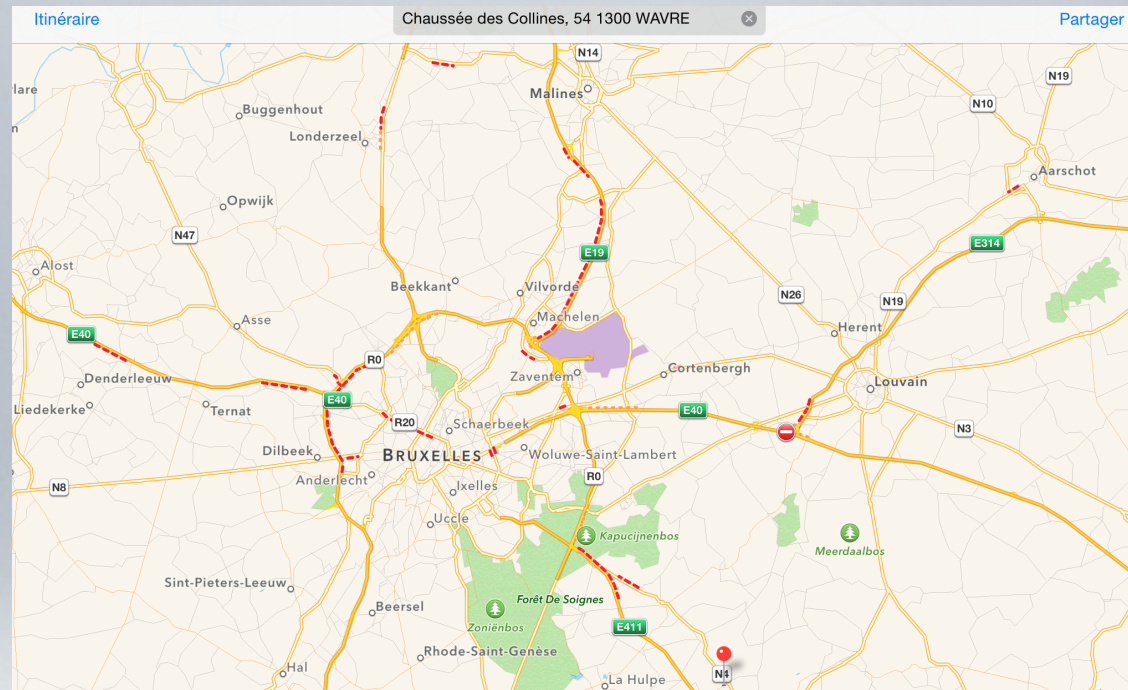 Itinéraire
Chaussée des Collines, 54 1300 WAVRE
Partager
N14
N19
lare
Malines
N10
Buggenhout
n
Londerzeel
Aarschot
Opwijk
N47
E314
E19
Alost
Beekkant
Vilvorde
N26
N19
Asse
Machelen
Herent
E40
R0
Zaventem
Cortenbergh
Denderleeuw
Louvain
Liedekerke
Ternat
E40
E40
R20
Schaerbeek
N3
Dilbeek
BRUXELLES
Woluwe-Saint-Lambert
Anderlecht
R0
N8
Ixelles
Uccle
Kapucijnenbos
Meerdaalbos
Sint-Pieters-Leeuw
Forêt De Soignes
Beersel
Zoniënbos
E411
Rhode-Saint-Genèse
Hal
N4
La Hulpe